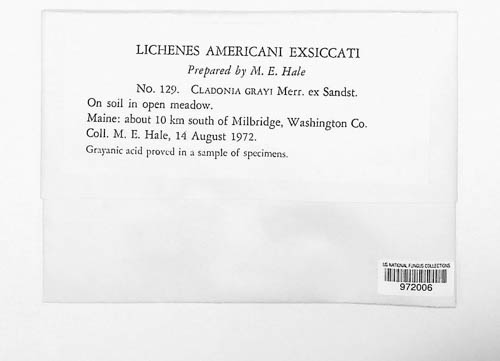 LICHENES AMERICANI EXSICCATI
Prepared by M. E. Hale
No. 129. CLADONIA GRAYI Merr. ex Sandst.
On soil in open meadow.
Maine: about 10 km south of Milbridge, Washington Co.
Coll. M. E. Hale, 14 August 1972.
Grayanic acid proved in a sample of specimens.
US NATIONAL FUNGUS COLLECTIONS
972006